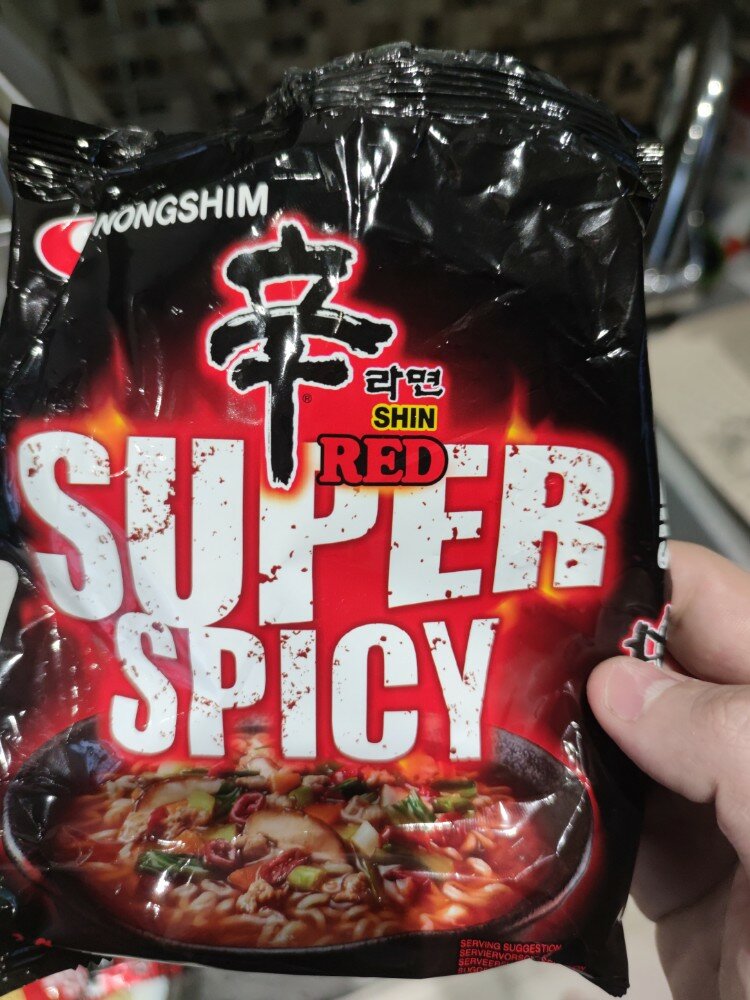 NONGSHIM
辛
®
라면
SHIN
RED
SUPER
SPICY
SERVING SUGGESTION